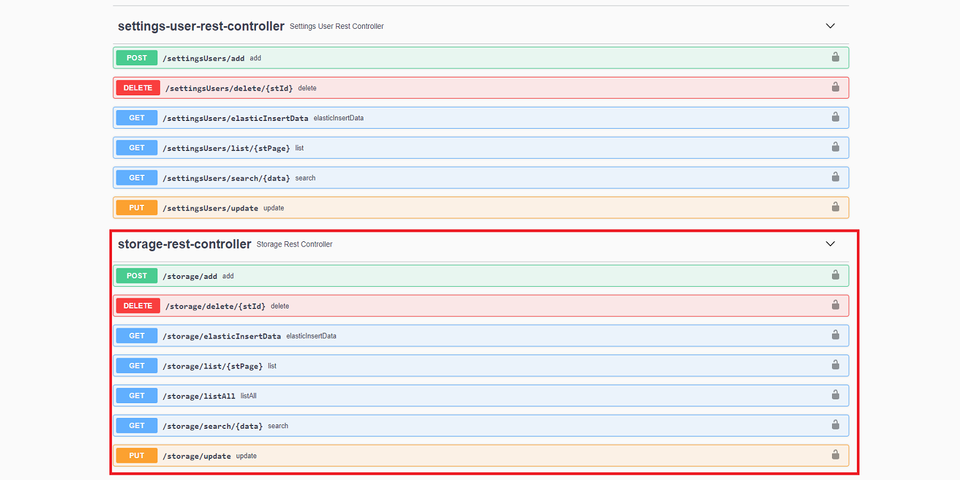 settings-user-rest-controller Settings User Rest Controller
POST /settingsUsers/add add
DELETE /settingsUsers/delete/{stId} delete
GET /settingsUsers/elasticInsertData elasticInsertData
GET /settingsUsers/list/{stPage} list
GET /settingsUsers/search/{data} search
PUT /settingsUsers/update update
storage-rest-controller Storage Rest Controller
POST /storage/add add
DELETE /storage/delete/{stId} delete
GET /storage/elasticInsertData elasticInsertData
GET /storage/list/{stPage} list
GET /storage/listAll listAll
GET /storage/search/{data} search
PUT /storage/update update